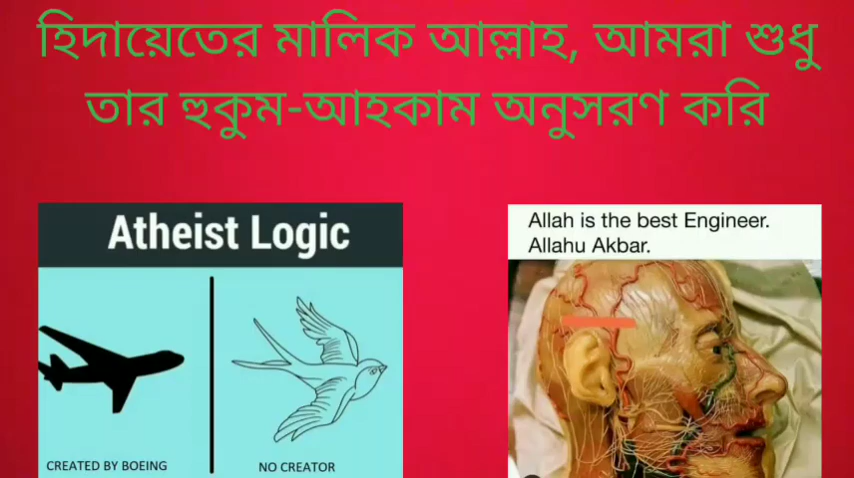 হিদায়েতের মালিক আল্লাহ, আমরা শুধু
তার হুকুম-আহকাম অনুসরণ করি
Atheist Logic
CREATED BY BOEING
NO CREATOR
Allah is the best Engineer.
Allahu Akbar.